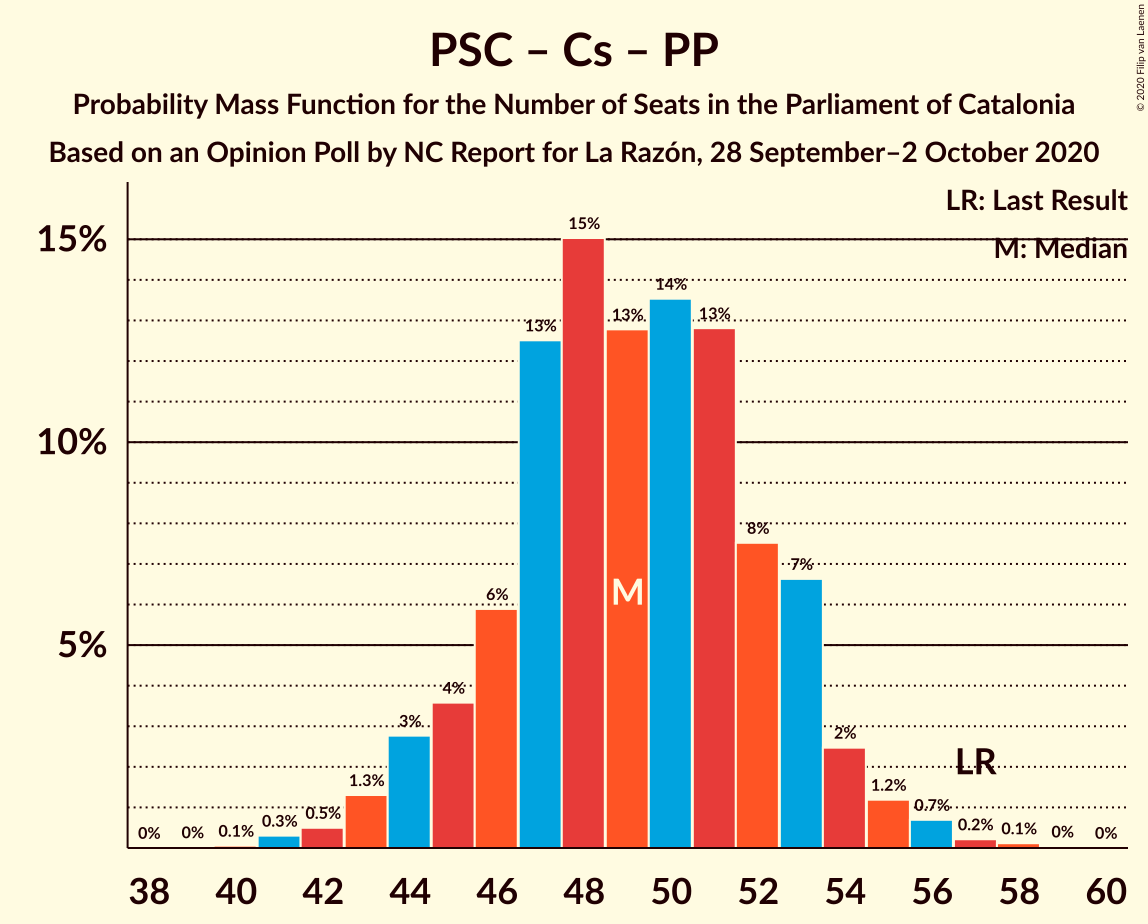 PSC – Cs – PP
Probability Mass Function for the Number of Seats in the Parliament of Catalonia
Based on an Opinion Poll by NC Report for La Razón, 28 September–2 October 2020
© 2020 Filip van Laenen
LR: Last Result
M: Median
15%
10%
5%
0%
0%
0.1%
0.3%
0.5%
1.3%
3%
4%
6%
13%
15%
13%
14%
13%
8%
7%
2%
1.2%
0.7%
0.2%
0.1%
0%
0%
M
LR
38 40 42 44 46 48 50 52 54 56 58 60